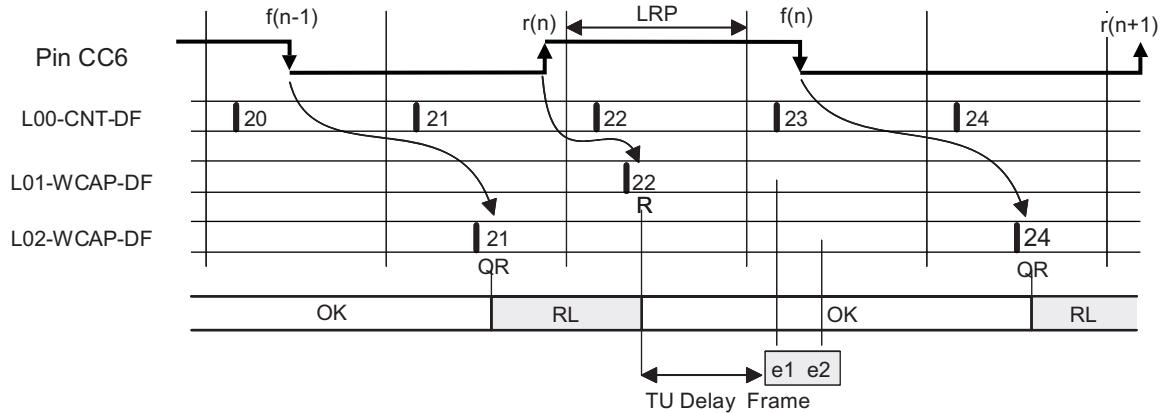 f(n-1) r(n) LRP f(n) r(n+1)
Pin CC6
L00-CNT-DF 20 21 22 23 24
L01-WCAP-DF 22
R
L02-WCAP-DF 21 24
QR QR
OK RL OK RL
e1 e2
TU Delay Frame